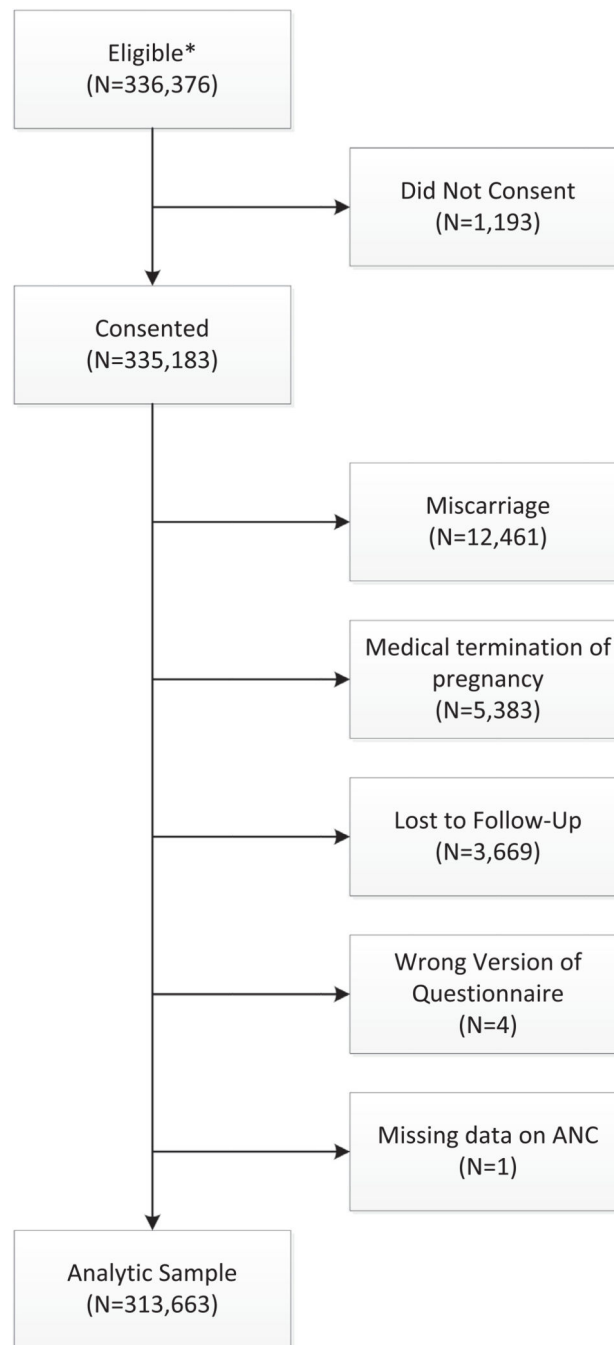 Eligible*
(N=336,376)
Did Not Consent
(N=1,193)
Consented
(N=335,183)
Miscarriage
(N=12,461)
Medical termination of
pregnancy
(N=5,383)
Lost to Follow-Up
(N=3,669)
Wrong Version of
Questionnaire
(N=4)
Missing data on ANC
(N=1)
Analytic Sample
(N=313,663)